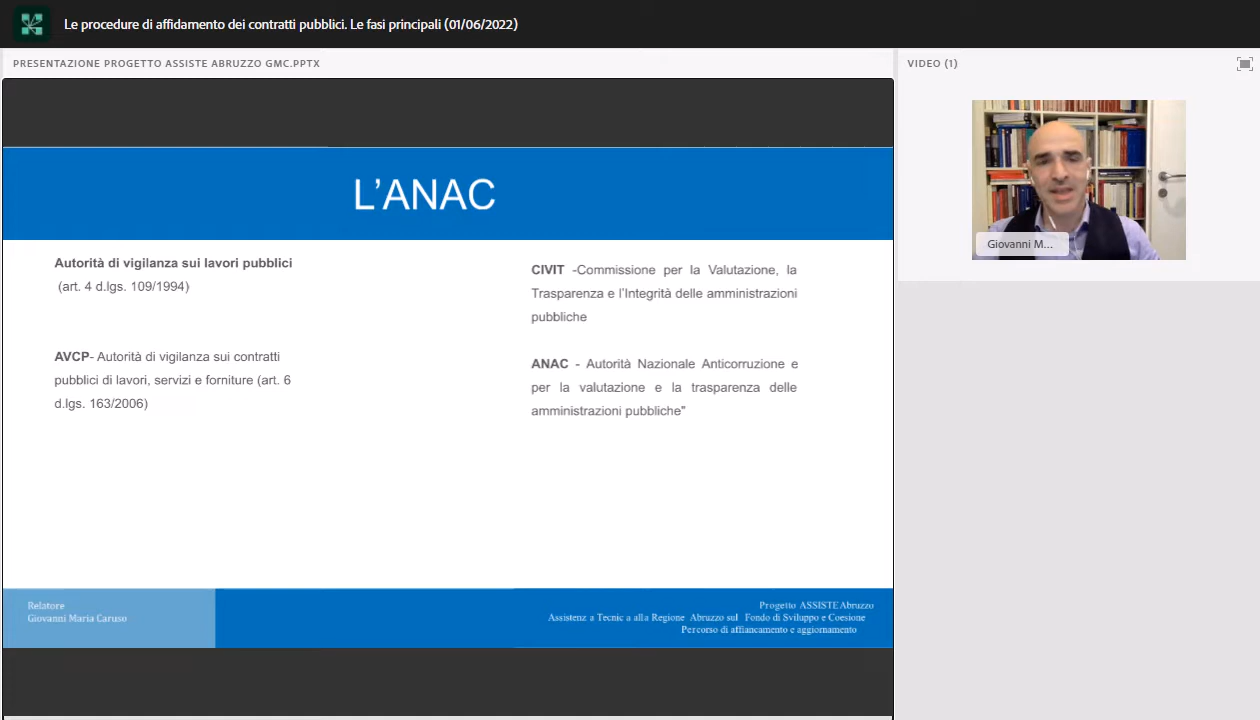 Le procedure di affidamento dei contratti pubblici. Le fasi principali (01/06/2022)
PRESENTAZIONE PROGETTO ASSISTE ABRUZZO GMC.PPTX
VIDEO (1)
Giovanni M...
L’ANAC
Autorità di vigilanza sui lavori pubblici
(art. 4 d.lgs. 109/1994)
AVCP- Autorità di vigilanza sui contratti
pubblici di lavori, servizi e forniture (art. 6
d.lgs. 163/2006)
CIVIT -Commissione per la Valutazione, la
Trasparenza e l’Integrità delle amministrazioni
pubbliche
ANAC - Autorità Nazionale Anticorruzione e
per la valutazione e la trasparenza delle
amministrazioni pubbliche"
Relatore
Giovanni Maria Caruso
Progetto ASSISTE Abruzzo
Assistenz a Tecnic a alla Regione Abruzzo sul Fondo di Sviluppo e Coesione
Percorso di affiancamento e aggiornamento